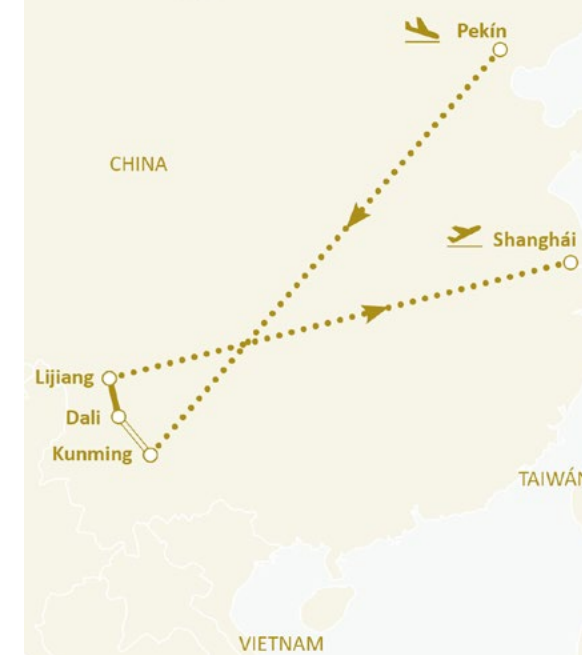 Pekín
CHINA
Shanghái
Lijiang
Dali
Kunming
TAIWÁN
VIETNAM